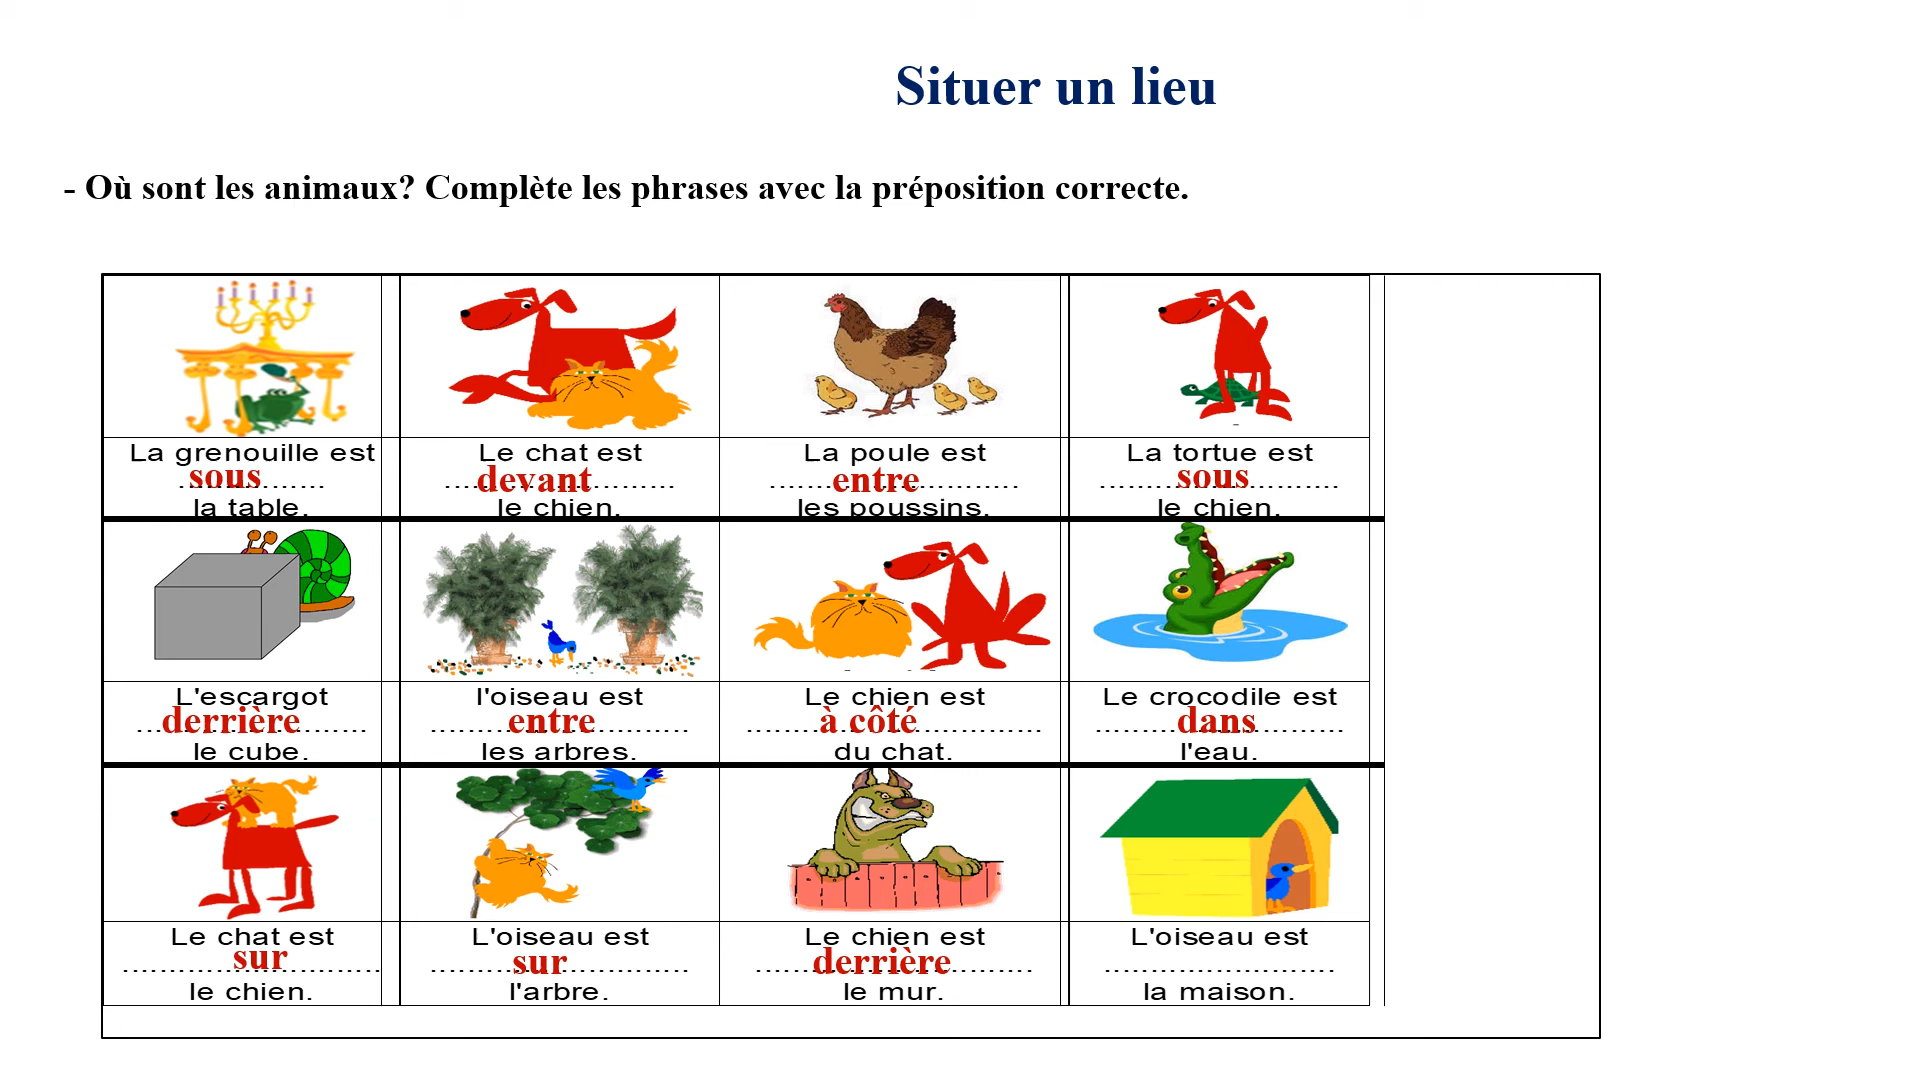 Situer un lieu
- Où sont les animaux? Complète les phrases avec la préposition correcte.
La grenouille est
sous
la table.
Le chat est
devant
le chien.
La poule est
entre
les poussins.
La tortue est
sous
le chien.
L'escargot
derrière
le cube.
l'oiseau est
entre
les arbres.
Le chien est
à côté
du chat.
Le crocodile est
dans
l'eau.
Le chat est
sur
le chien.
L'oiseau est
sur
l'arbre.
Le chien est
derrière
le mur.
L'oiseau est
........................
la maison.